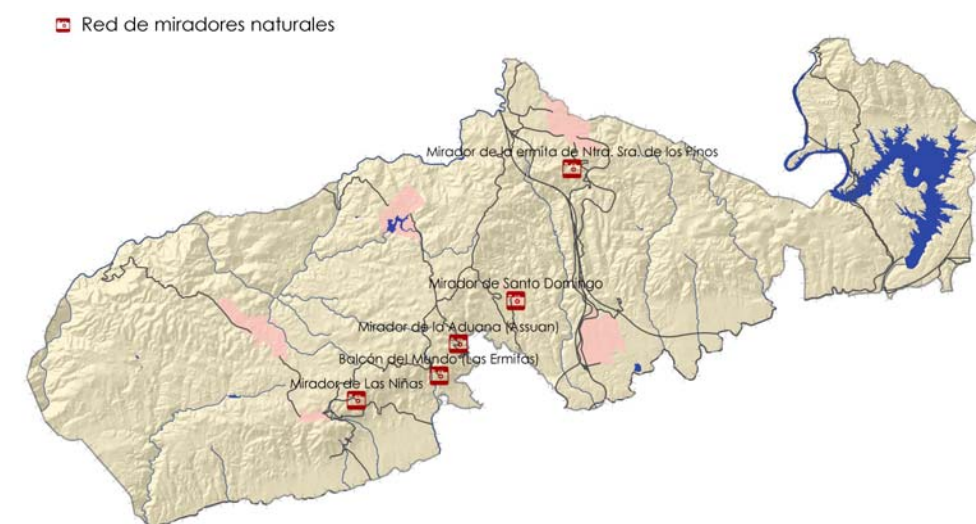 Red de miradores naturales
Mirador de la ermita de Ntra. Sra. de los Pinos
Mirador de Santo Domingo
Mirador de la Aduana (Assuan)
Balcón del Mundo (Las Ermitas)
Mirador de Las Niñas